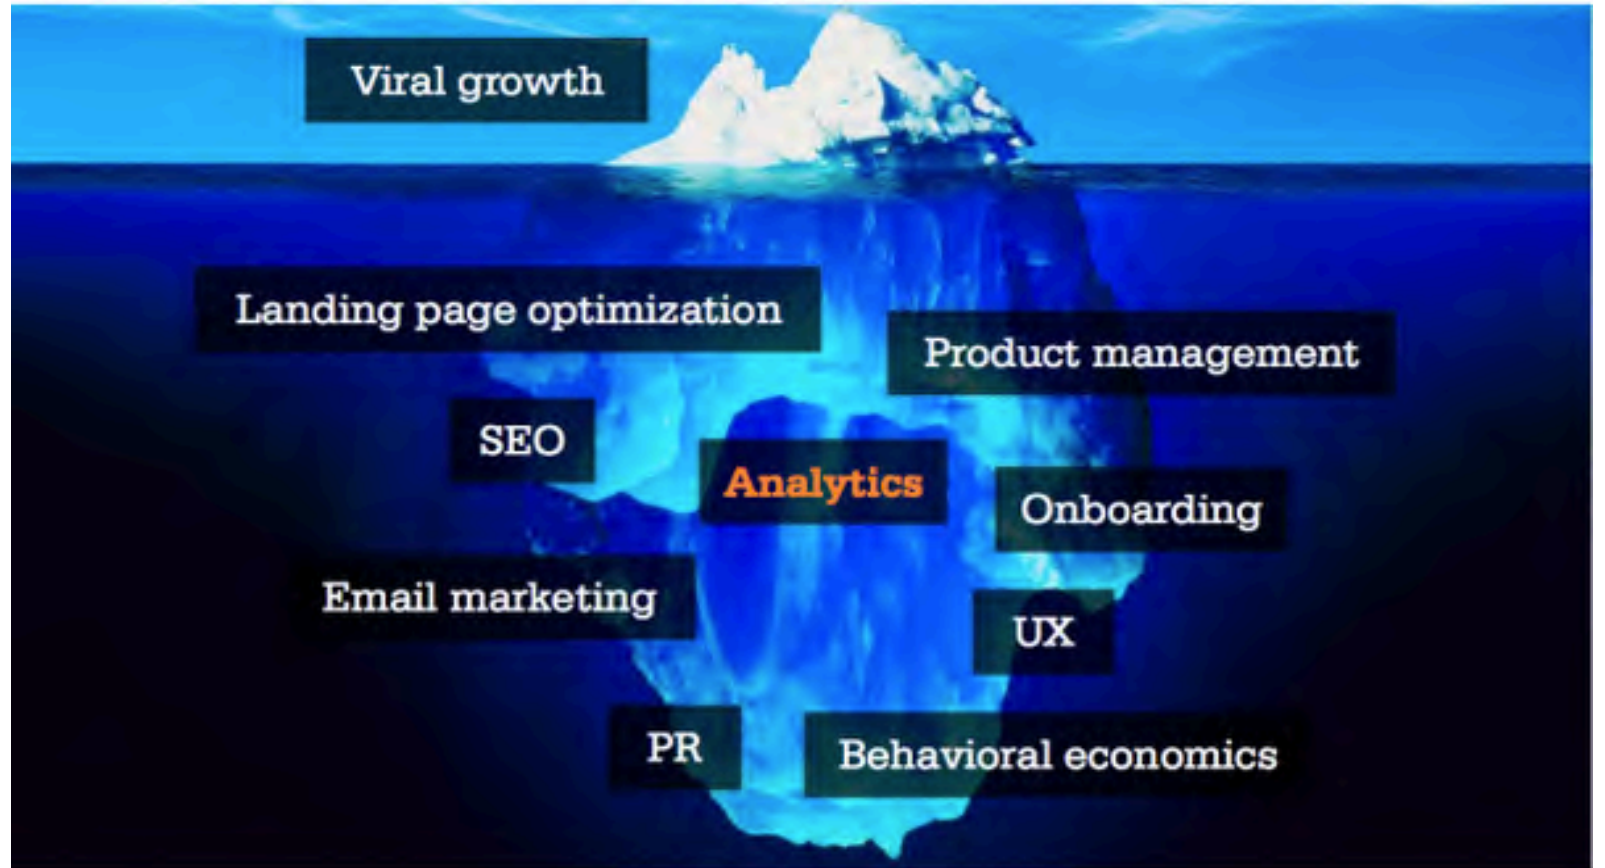 Viral growth
Landing page optimization
Product management
SEO
Analytics
Onboarding
Email marketing
UX
PR
Behavioral economics